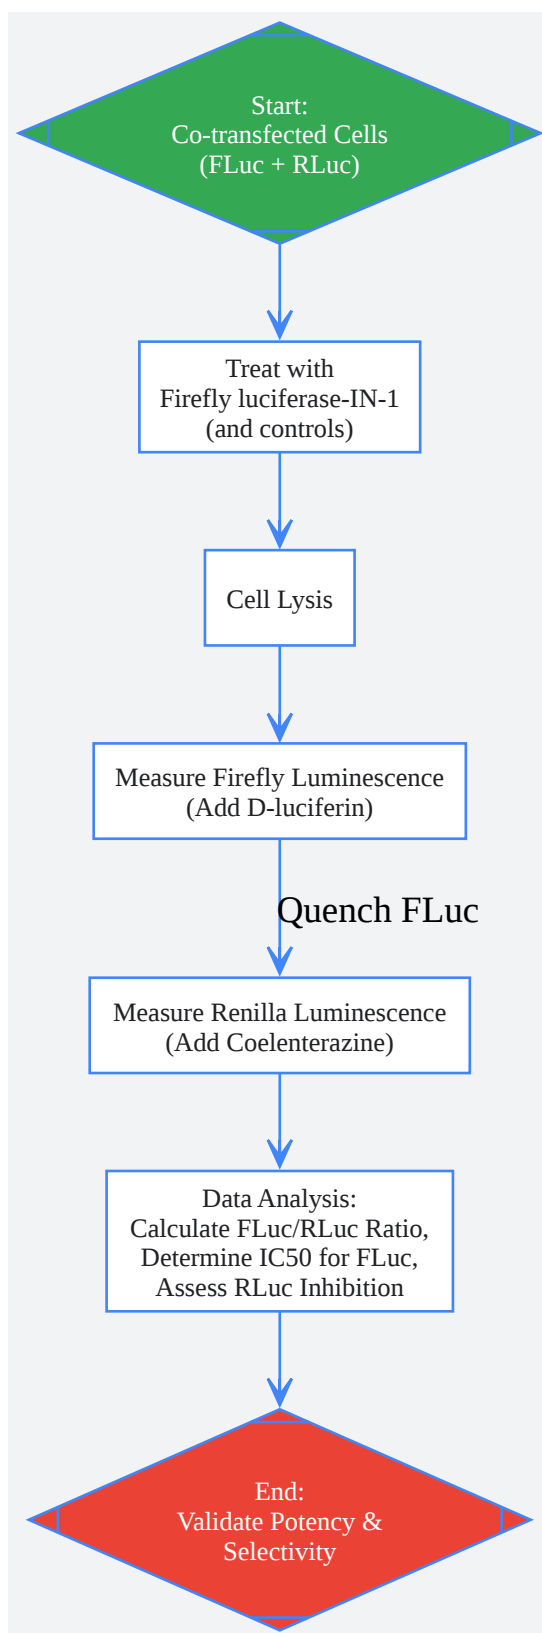 Start:
Co-transfected Cells
(FLuc + RLuc)
Treat with
Firefly luciferase-IN-1
(and controls)
Cell Lysis
Measure Firefly Luminescence
(Add D-luciferin)
Quench FLuc
Measure Renilla Luminescence
(Add Coelenterazine)
Data Analysis:
Calculate FLuc/RLuc Ratio,
Determine IC50 for FLuc,
Assess RLuc Inhibition
End:
Validate Potency &
Selectivity